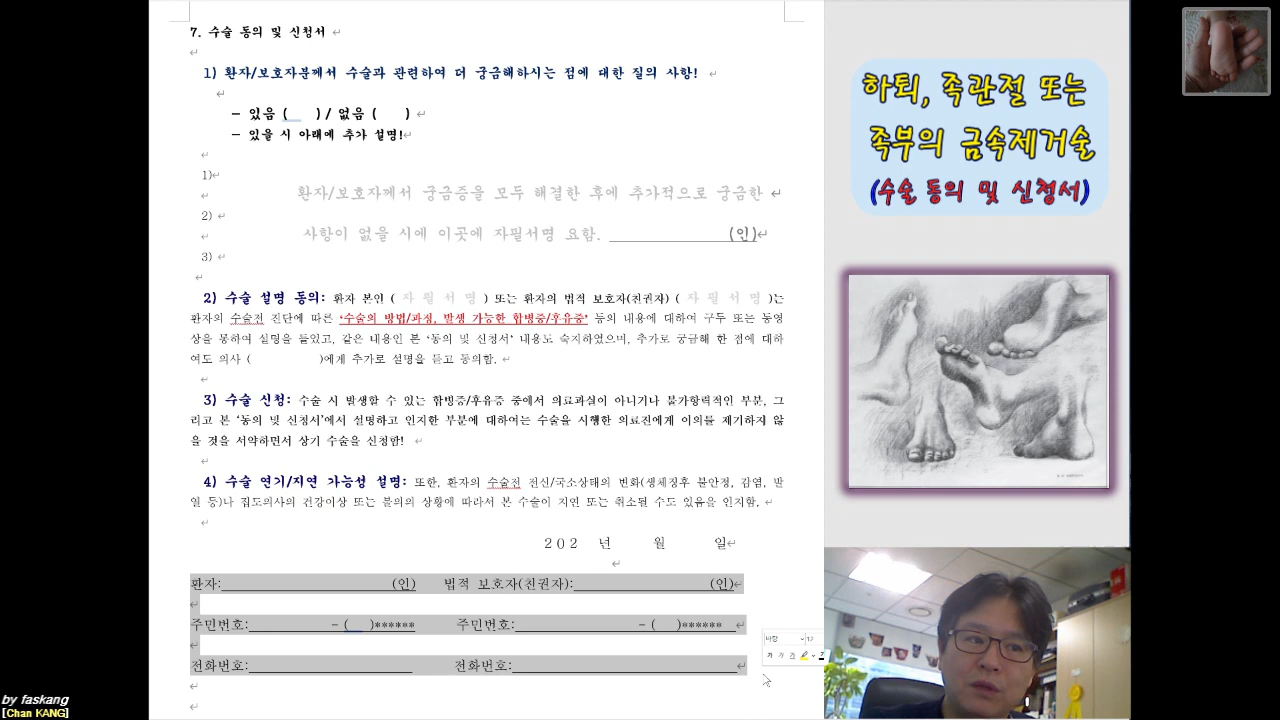 7. 수술 동의 및 신청서
1) 환자/보호자분께서 수술과 관련하여 더 궁금해하시는 점에 대한 질의 사항!
- 있음 (    ) / 없음 (    )
- 있을 시 아래에 추가 설명!
1)
환자/보호자께서 궁금증을 모두 해결한 후에 추가적으로 궁금한
2)
사항이 없을 시에 이곳에 자필서명 요함. ____________(인)
3)
2) 수술 설명 동의: 환자 본인 ( 자 필 서 명 ) 또는 환자의 법적 보호자(친권자) ( 자 필 서 명 )는
환자의 수술전 진단에 따른 '수술의 방법/과정, 발생 가능한 합병증/후유증' 등의 내용에 대하여 구두 또는 동영
상을 통하여 설명을 들었고, 같은 내용인 본 '동의 및 신청서' 내용도 숙지하였으며, 추가로 궁금해 한 점에 대하
여도 의사 (          )에게 추가로 설명을 듣고 동의함.
3) 수술 신청: 수술 시 발생할 수 있는 합병증/후유증 중에서 의료과실이 아니거나 불가항력적인 부분, 그
리고 본 '동의 및 신청서'에서 설명하고 인지한 부분에 대하여는 수술을 시행한 의료진에게 이의를 제기하지 않
을 것을 서약하면서 상기 수술을 신청함!
4) 수술 연기/지연 가능성 설명: 또한, 환자의 수술전 전신/국소상태의 변화(생체징후 불안정, 감염, 발
열 등)나 집도의사의 건강이상 또는 불의의 상황에 따라서 본 수술이 지연 또는 취소될 수도 있음을 인지함.
202   년     월     일
환자:____________(인)   법적 보호자(친권자):____________(인)
주민번호:__________-(__)******   주민번호:__________-(  )******
전화번호:____________   전화번호:____________
바탕 12
가 가 가 가
하퇴, 족관절 또는
족부의 금속제거술
(수술 동의 및 신청서)
by faskang
[Chan KANG]